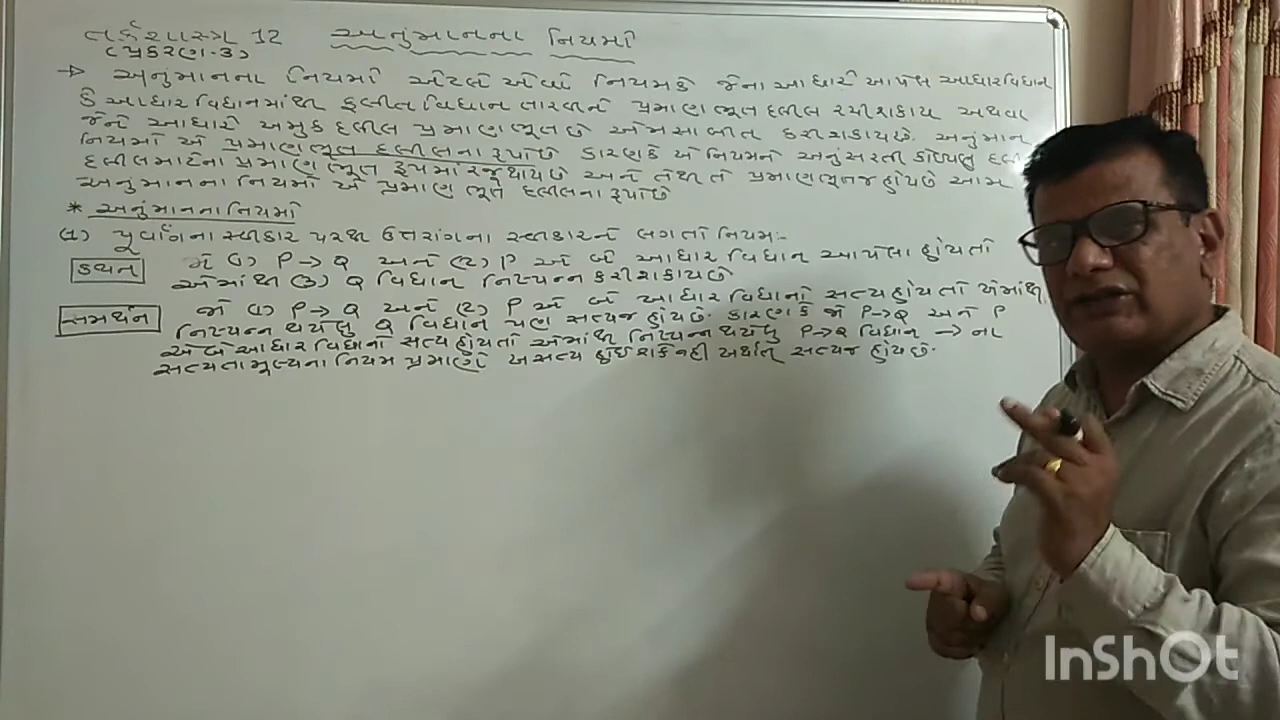 તર્કશાસ્ત્ર 12 અનુમાનના નિયમો
(પ્રકરણ-3)
→ અનુમાનના નિયમો એટલે એવો નિયમ કે જેના આધારે આપેલ આધારવિધાન
કે આધારવિધાનમાંથી ફલીતવિધાન તારવીને પ્રમાણભૂત દલીલ રચી શકાય અથવા
જેને આધારે અમુક દલીલ પ્રમાણભૂત છે એમ સાબીત કરી શકાય છે. અનુમાન
નિયમો એ પ્રમાણભૂત દલીલના રૂપો છે કારણ કે એ નિયમને અનુસરતી કોઇપણ દલી
દલીલ માટેના પ્રમાણભૂત રૂપમાં રજુ થાય છે અને તેથી તે પ્રમાણભૂત જ હોય છે આમ
અનુમાનના નિયમો એ પ્રમાણભૂત દલીલના રૂપો છે
* અનુમાનના નિયમો
(1) પૂર્વાંગના સ્વીકાર પરથી ઉત્તરાંગના સ્વીકારને લગતો નિયમ:-
કથન જો (1) P → Q અને (2) P એ બે આધાર વિધાન આપેલા હોય તો
એમાંથી (3) Q વિધાન નિષ્પન્ન કરી શકાય છે
સમર્થન જો (1) P → Q અને (2) P એ બે આધાર વિધાનો સત્ય હોય તો એમાંથી
નિષ્પન્ન થયેલુ Q વિધાન પણ સત્ય જ હોય છે. કારણ કે જો P→Q અને P
એ બે આધાર વિધાનો સત્ય હોય તો એમાંથી નિષ્પન્ન થયેલુ P→Q વિધાન → ના
સત્યતા મૂલ્યના નિયમ પ્રમાણે અસત્ય હોઇ શકે નહી અર્થાત્ સત્ય જ હોય છે.
InShOt